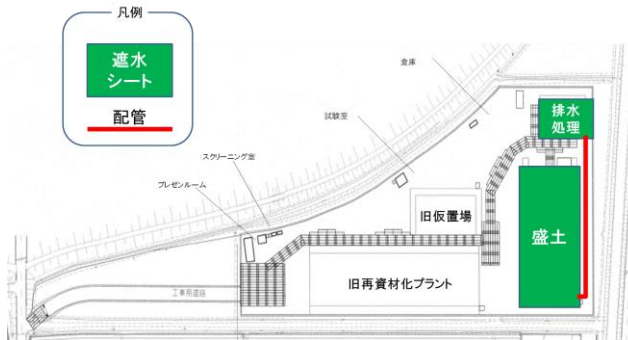 凡例
遮水
シート
配管
倉庫
試験室
スクリーニング室
プレゼンルーム
排水
処理
旧仮置場
盛土
旧再資材化プラント
工事用道路